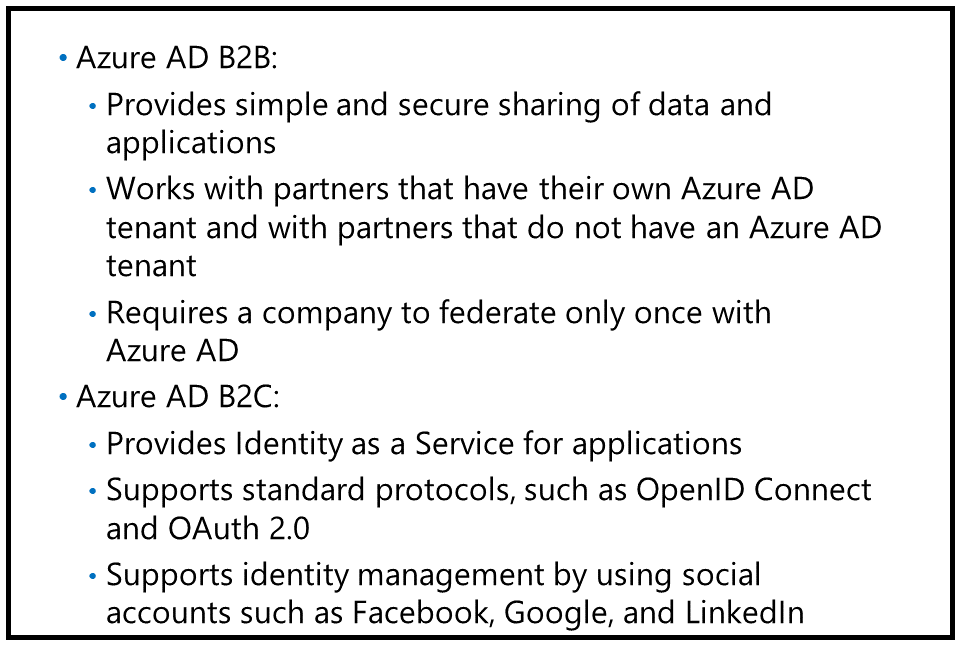 • Azure AD B2B:
• Provides simple and secure sharing of data and
applications
• Works with partners that have their own Azure AD
tenant and with partners that do not have an Azure AD
tenant
• Requires a company to federate only once with
Azure AD
• Azure AD B2C:
• Provides Identity as a Service for applications
• Supports standard protocols, such as OpenID Connect
and OAuth 2.0
• Supports identity management by using social
accounts such as Facebook, Google, and LinkedIn